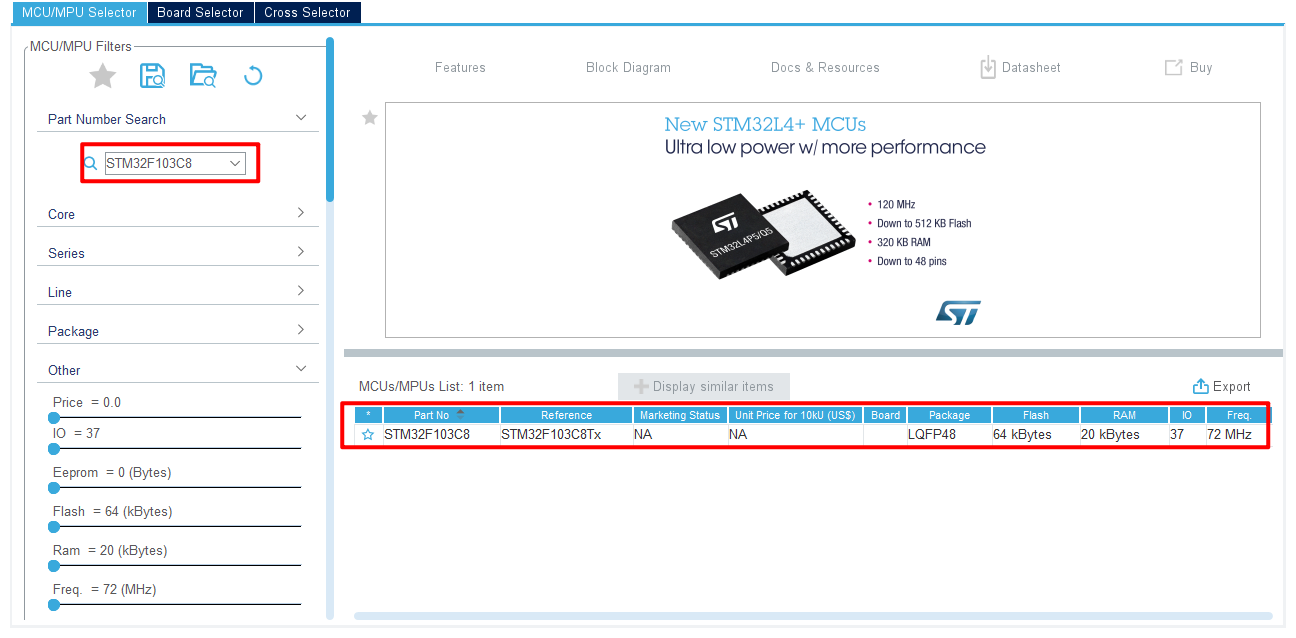 MCU/MPU Selector Board Selector Cross Selector
MCU/MPU Filters
Part Number Search
STM32F103C8
Core
Series
Line
Package
Other
Price = 0.0
IO = 37
Eeprom = 0 (Bytes)
Flash = 64 (kBytes)
Ram = 20 (kBytes)
Freq. = 72 (MHz)
Features Block Diagram Docs & Resources Datasheet Buy
New STM32L4+ MCUs
Ultra low power w/ more performance
ST
STM32L4P5/Q5
• 120 MHz
• Down to 512 KB Flash
• 320 KB RAM
• Down to 48 pins
ST
MCUs/MPUs List: 1 item Display similar items Export
* Part No Reference Marketing Status Unit Price for 10kU (US$) Board Package Flash RAM IO Freq.
STM32F103C8 STM32F103C8Tx NA NA LQFP48 64 kBytes 20 kBytes 37 72 MHz